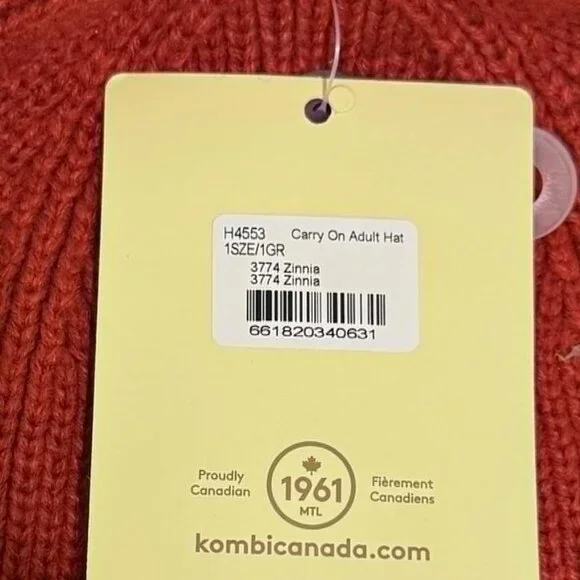 H4553 Carry On Adult Hat
1SZE/1GR
3774 Zinnia
3774 Zinnia
661820340631
Proudly Canadian
1961
MTL
Fièrement Canadiens
kombicanada.com